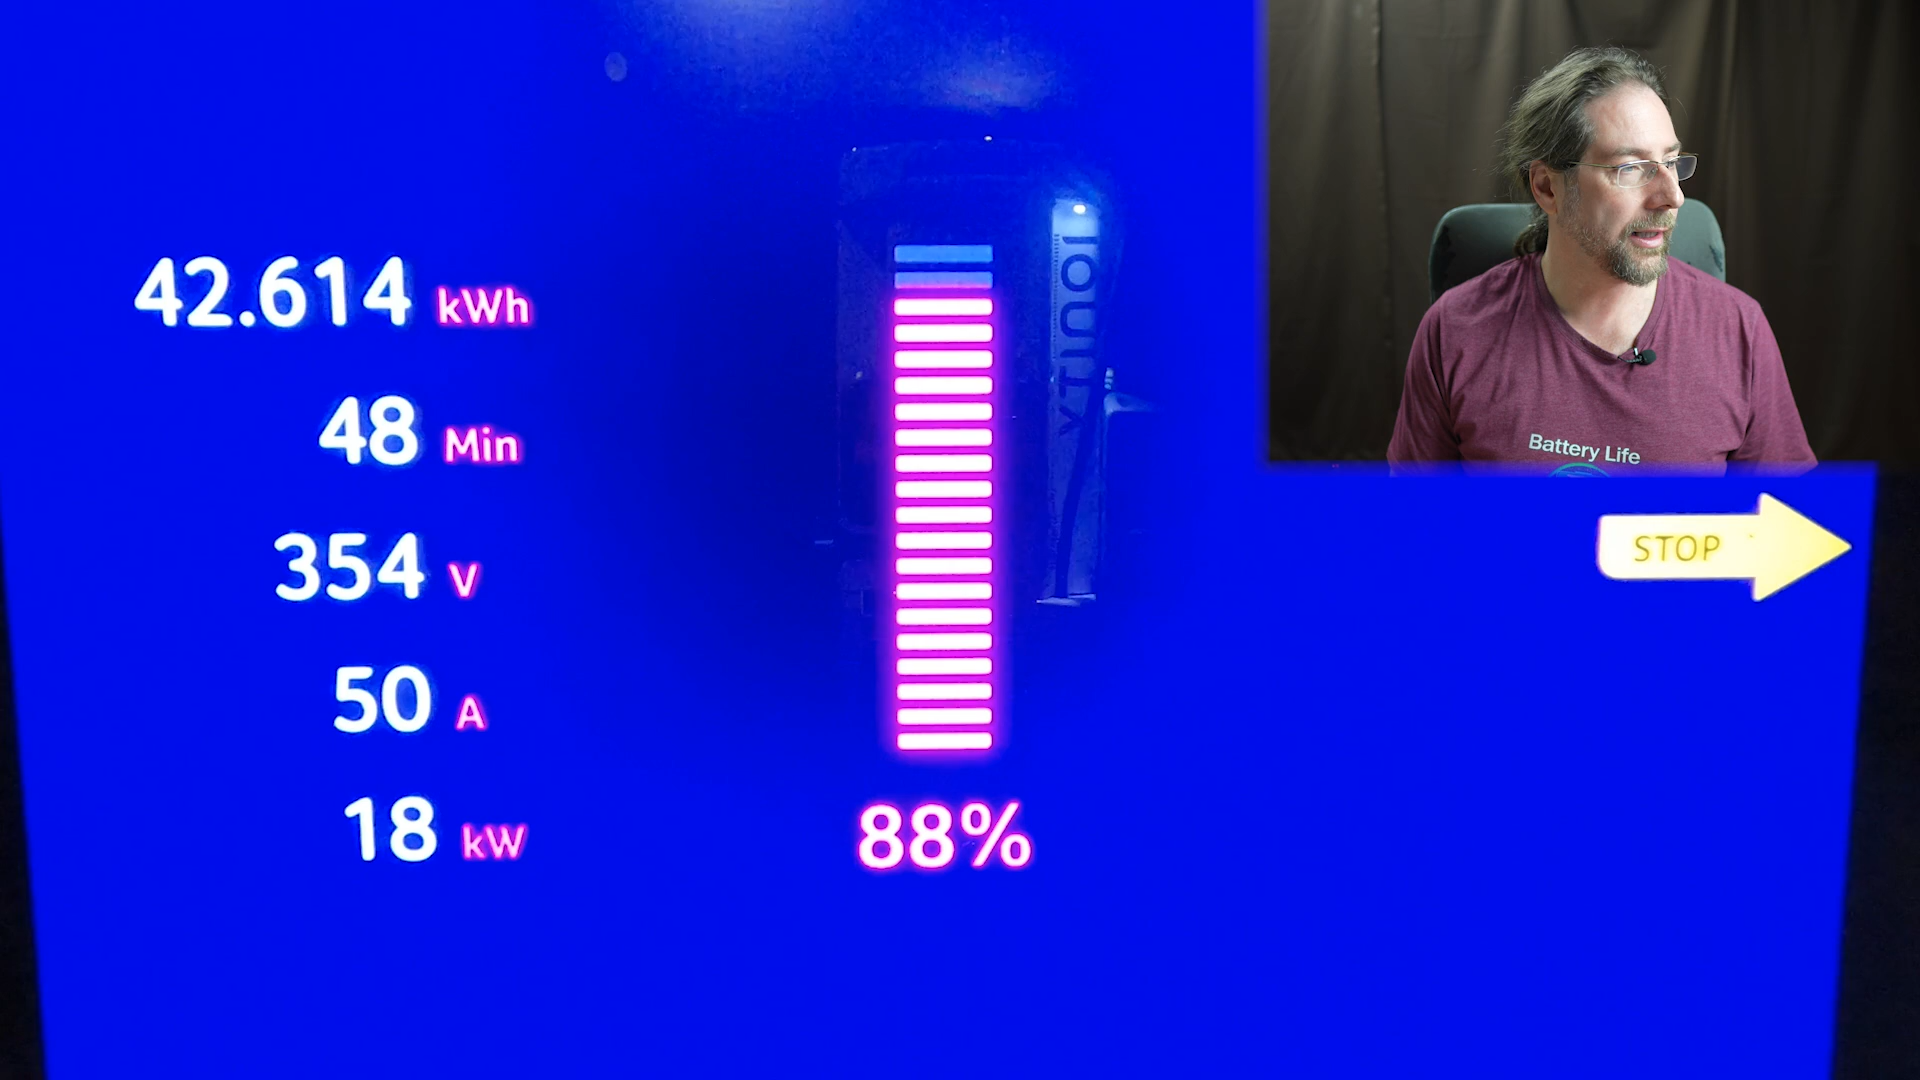 42.614 kWh
48 Min
354 V
50 A
18 kW
88%
IONITY
STOP
Battery Life